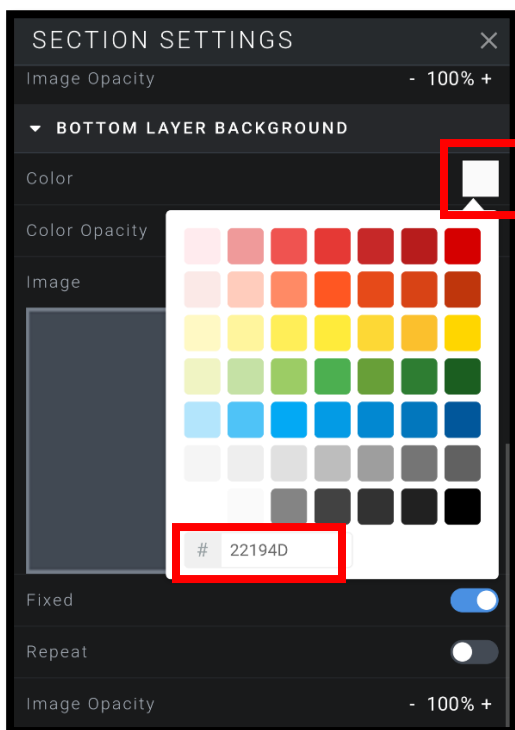 SECTION SETTINGS
Image Opacity - 100% +
BOTTOM LAYER BACKGROUND
Color
Color Opacity
Image
# 22194D
Fixed
Repeat
Image Opacity - 100% +